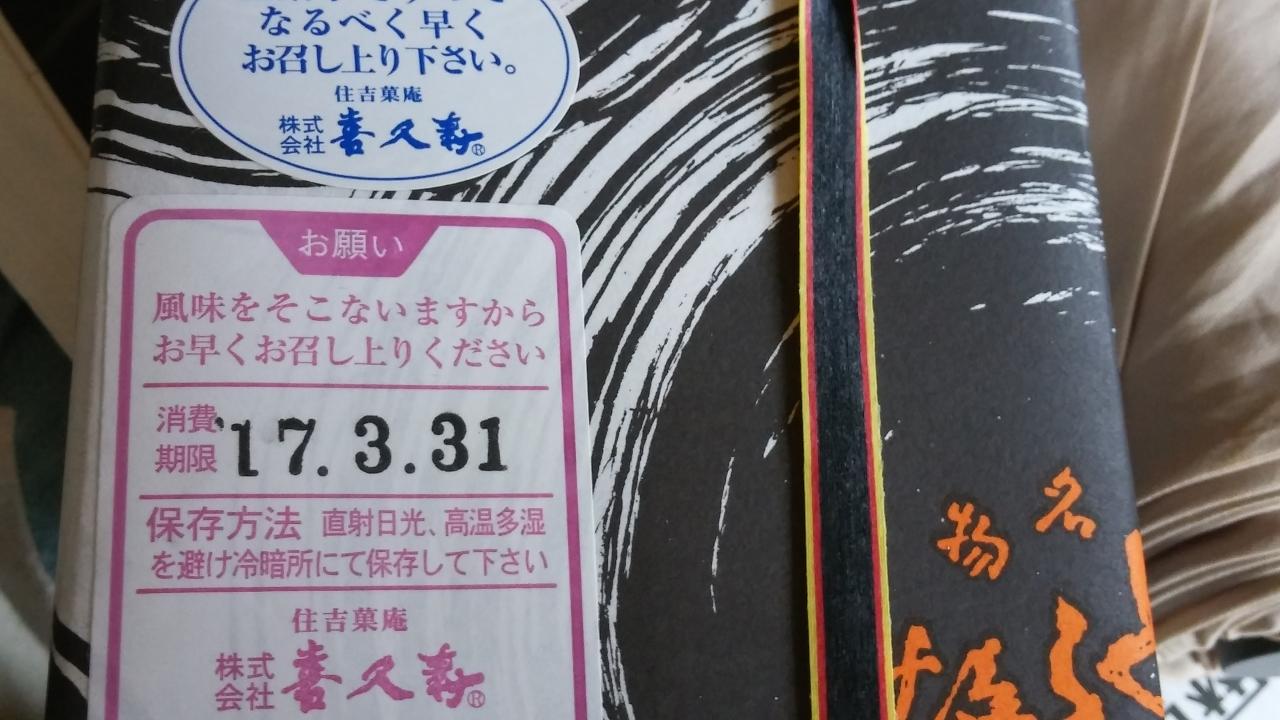 なるべく早く
お召し上り下さい。
住吉菓庵
株式会社 喜久寿®
お願い
風味をそこないますから
お早くお召し上りください
消費期限 '17.3.31
保存方法 直射日光、高温多湿
を避け冷暗所にて保存して下さい
住吉菓庵
株式会社 喜久寿®
名物